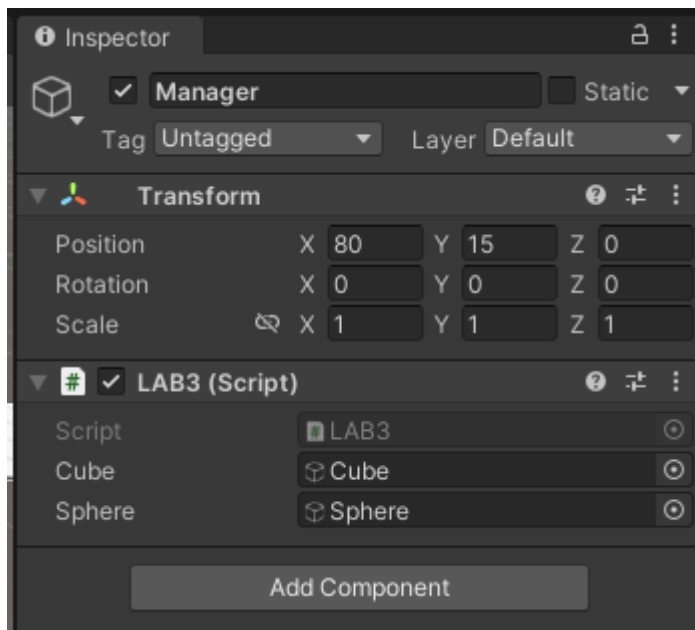 Inspector
Manager Static
Tag Untagged Layer Default
Transform
Position X 80 Y 15 Z 0
Rotation X 0 Y 0 Z 0
Scale X 1 Y 1 Z 1
# LAB3 (Script)
Script # LAB3
Cube Cube
Sphere Sphere
Add Component